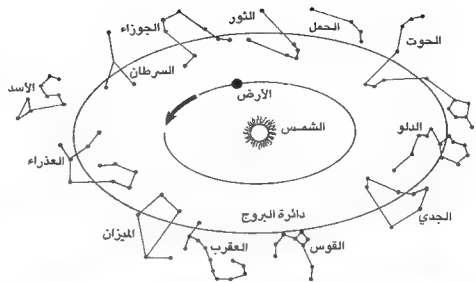 الحمل
الثور
الجوزاء
الحوت
السرطان
الأسد
الأرض
الشمس
الدلو
العذراء
الجدي
دائرة البروج
الميزان
القوس
العقرب